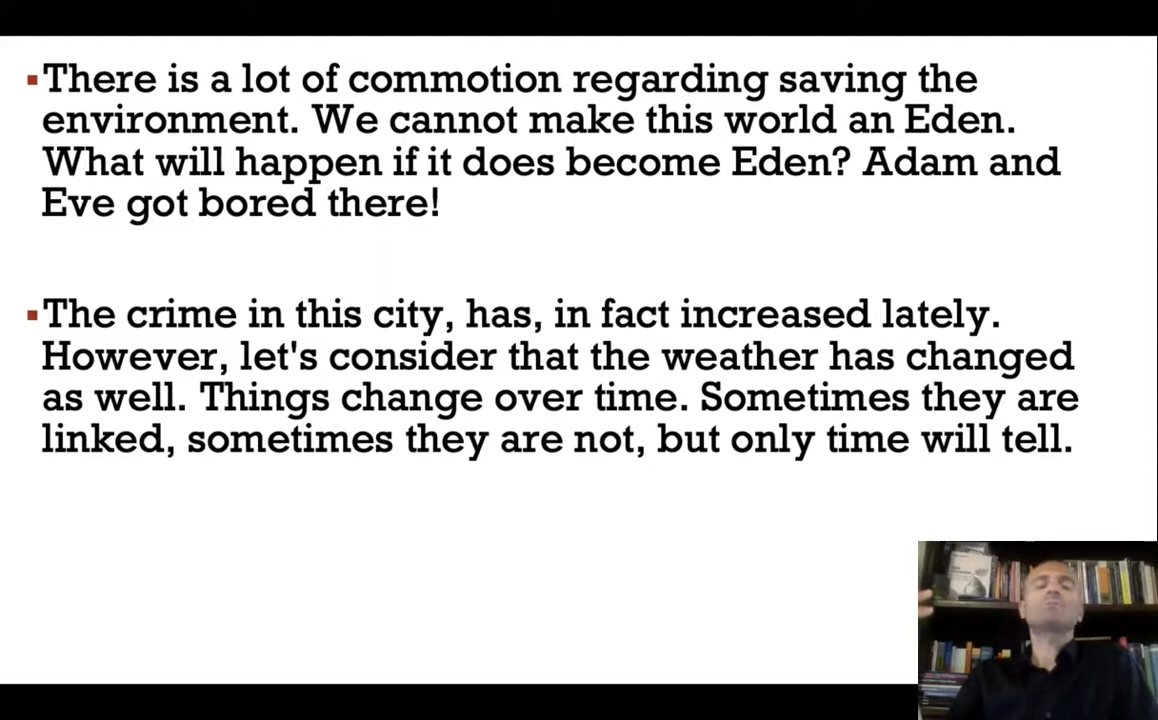 ▪There is a lot of commotion regarding saving the
environment. We cannot make this world an Eden.
What will happen if it does become Eden? Adam and
Eve got bored there!
▪The crime in this city, has, in fact increased lately.
However, let's consider that the weather has changed
as well. Things change over time. Sometimes they are
linked, sometimes they are not, but only time will tell.